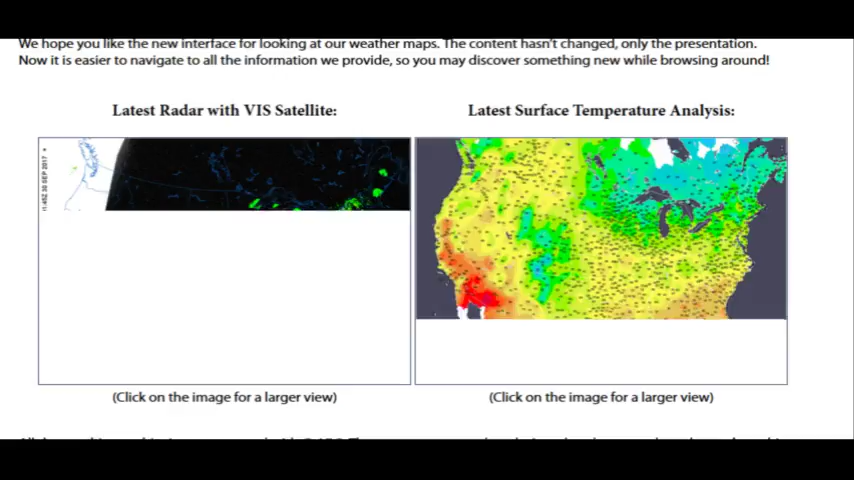 We hope you like the new interface for looking at our weather maps. The content hasn't changed, only the presentation.
Now it is easier to navigate to all the information we provide, so you may discover something new while browsing around!
Latest Radar with VIS Satellite:
Latest Surface Temperature Analysis:
30 SEP 2017
(Click on the image for a larger view)
(Click on the image for a larger view)